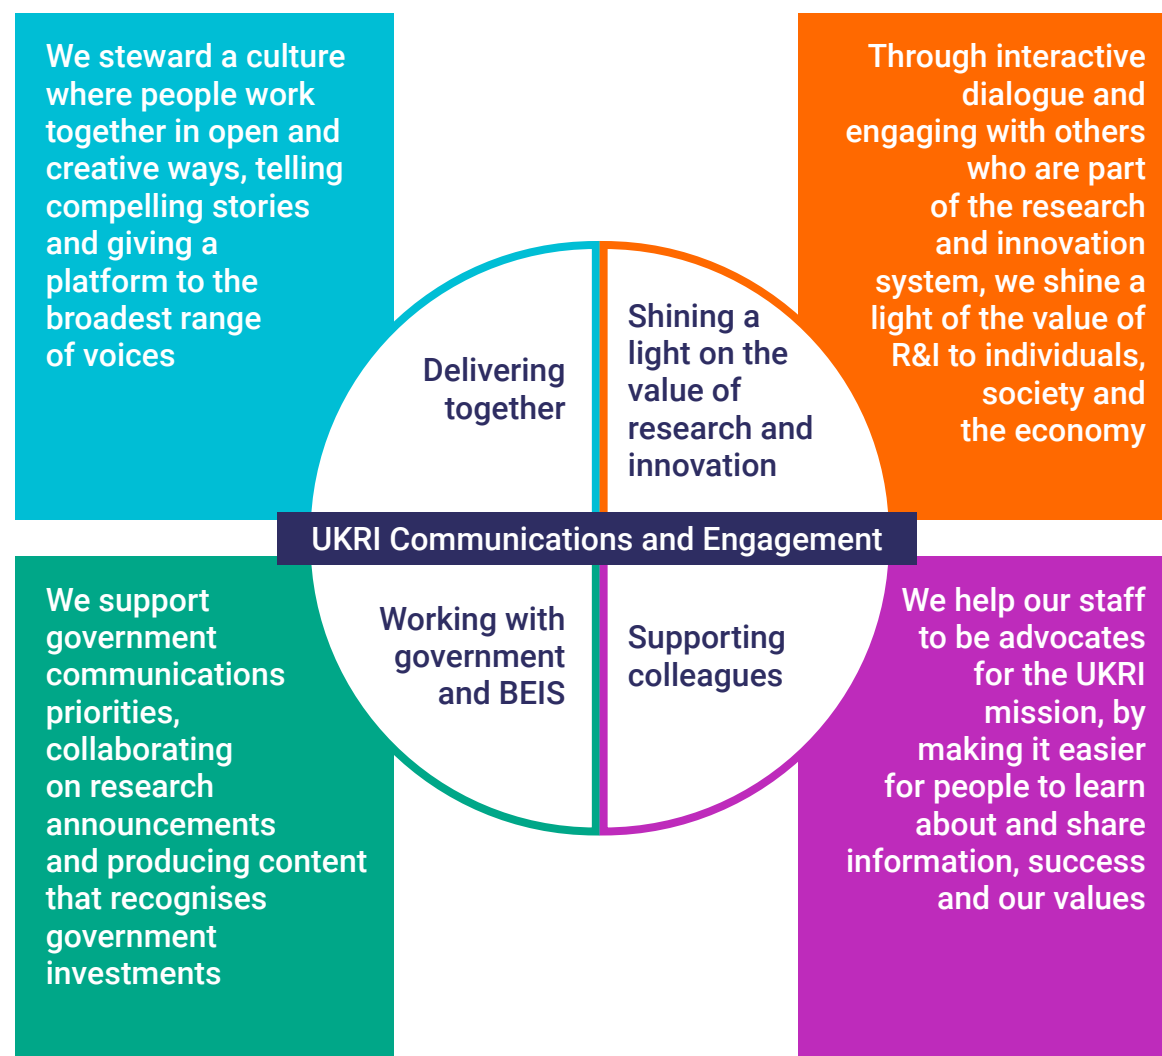 We steward a culture
where people work
together in open and
creative ways, telling
compelling stories
and giving a
platform to the
broadest range
of voices
Through interactive
dialogue and
engaging with others
who are part
of the research
and innovation
system, we shine a
light of the value of
R&I to individuals,
society and
the economy
Delivering
together
Shining a
light on the
value of
research and
innovation
UKRI Communications and Engagement
Working with
government
and BEIS
Supporting
colleagues
We support
government
communications
priorities,
collaborating
on research
announcements
and producing content
that recognises
government
investments
We help our staff
to be advocates
for the UKRI
mission, by
making it easier
for people to learn
about and share
information, success
and our values